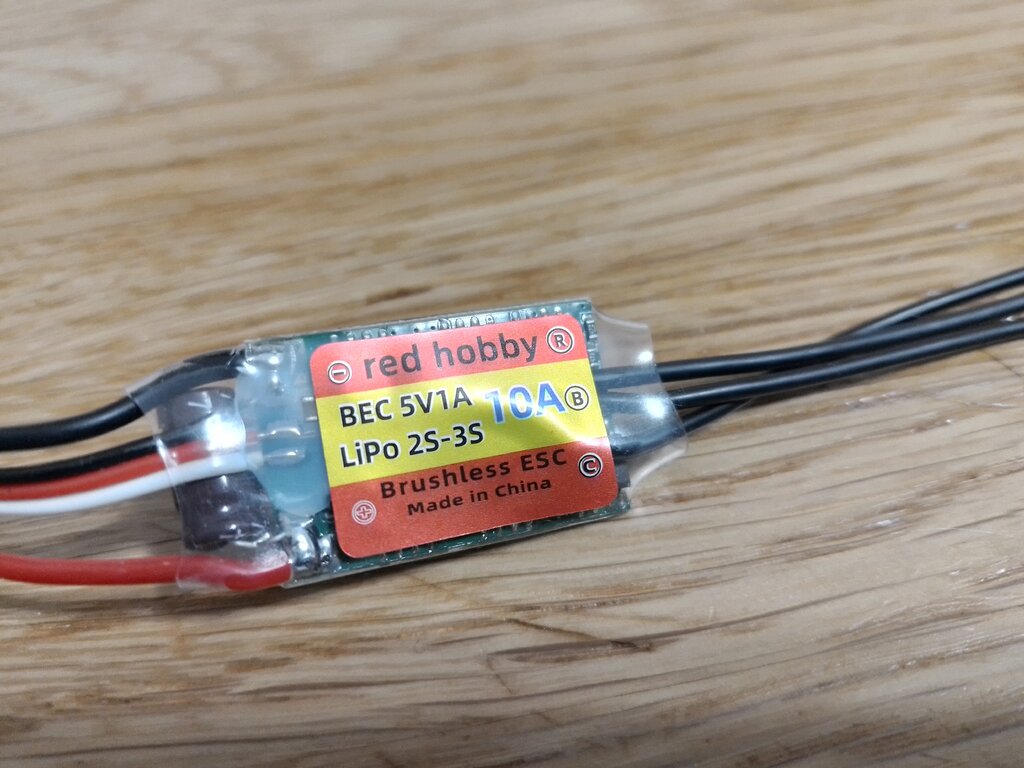 red hobby R
BEC 5V1A 10A B
LiPo 2S-3S
Brushless ESC C
Made in China